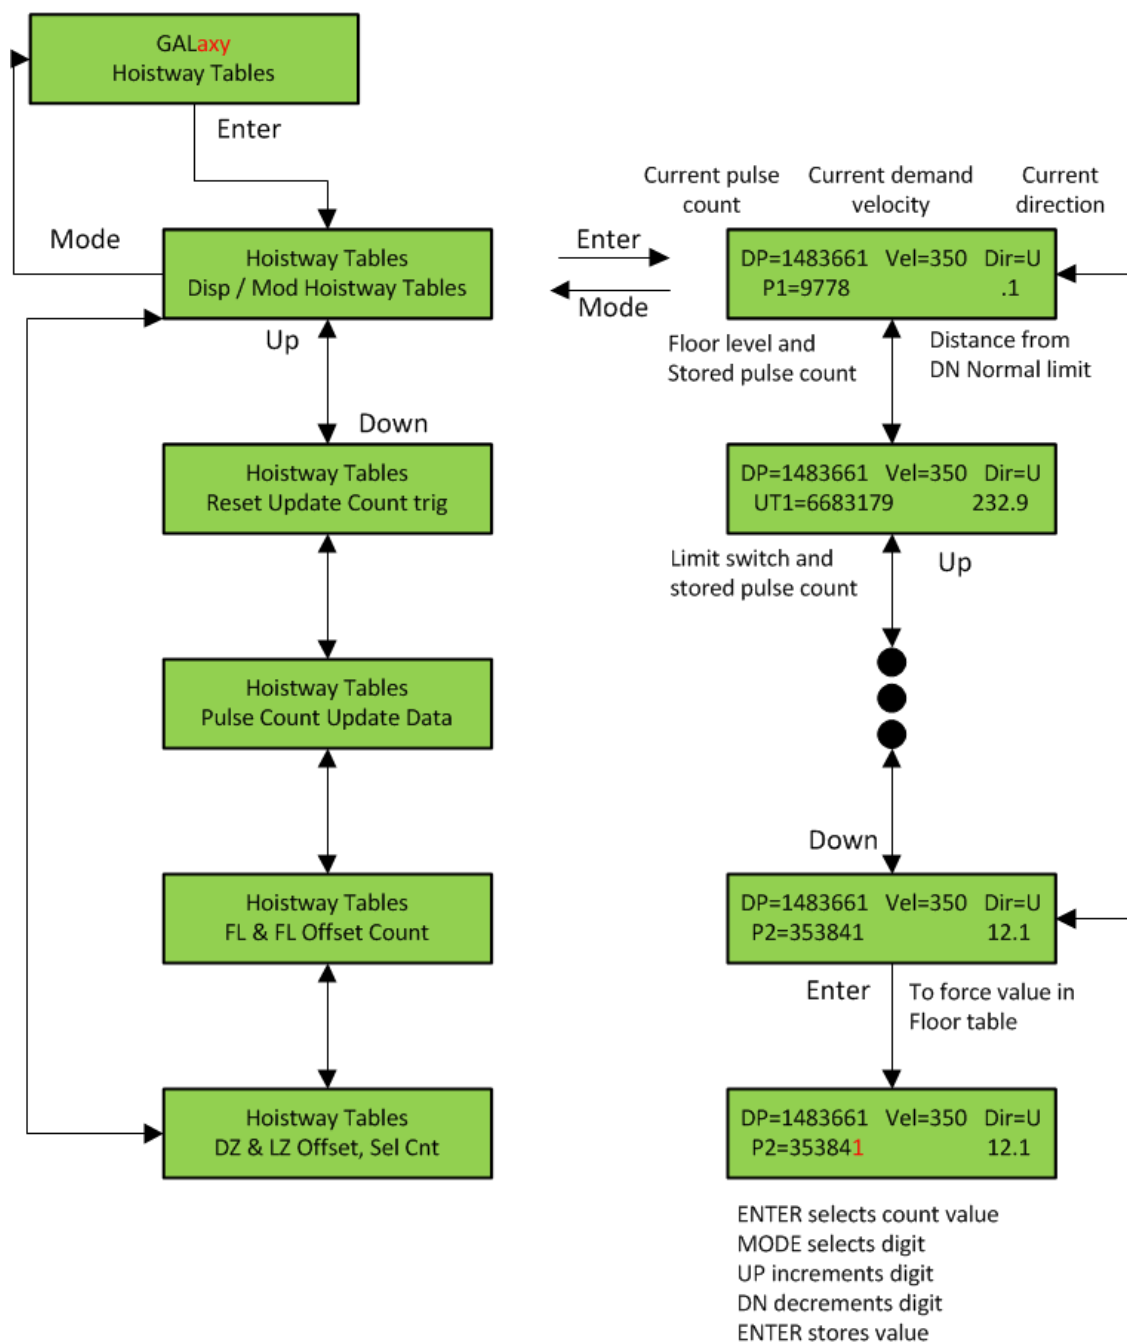 GALaxy
Hoistway Tables
Enter
Mode
Hoistway Tables
Disp / Mod Hoistway Tables
Up
Down
Hoistway Tables
Reset Update Count trig
Hoistway Tables
Pulse Count Update Data
Hoistway Tables
FL & FL Offset Count
Hoistway Tables
DZ & LZ Offset, Sel Cnt
Enter
Mode
Current pulse
count
Current demand
velocity
Current
direction
DP=1483661 Vel=350 Dir=U
P1=9778 .1
Floor level and
Stored pulse count
Distance from
DN Normal limit
DP=1483661 Vel=350 Dir=U
UT1=6683179 232.9
Limit switch and
stored pulse count
Up
Down
DP=1483661 Vel=350 Dir=U
P2=353841 12.1
Enter
To force value in
Floor table
DP=1483661 Vel=350 Dir=U
P2=353841 12.1
ENTER selects count value
MODE selects digit
UP increments digit
DN decrements digit
ENTER stores value